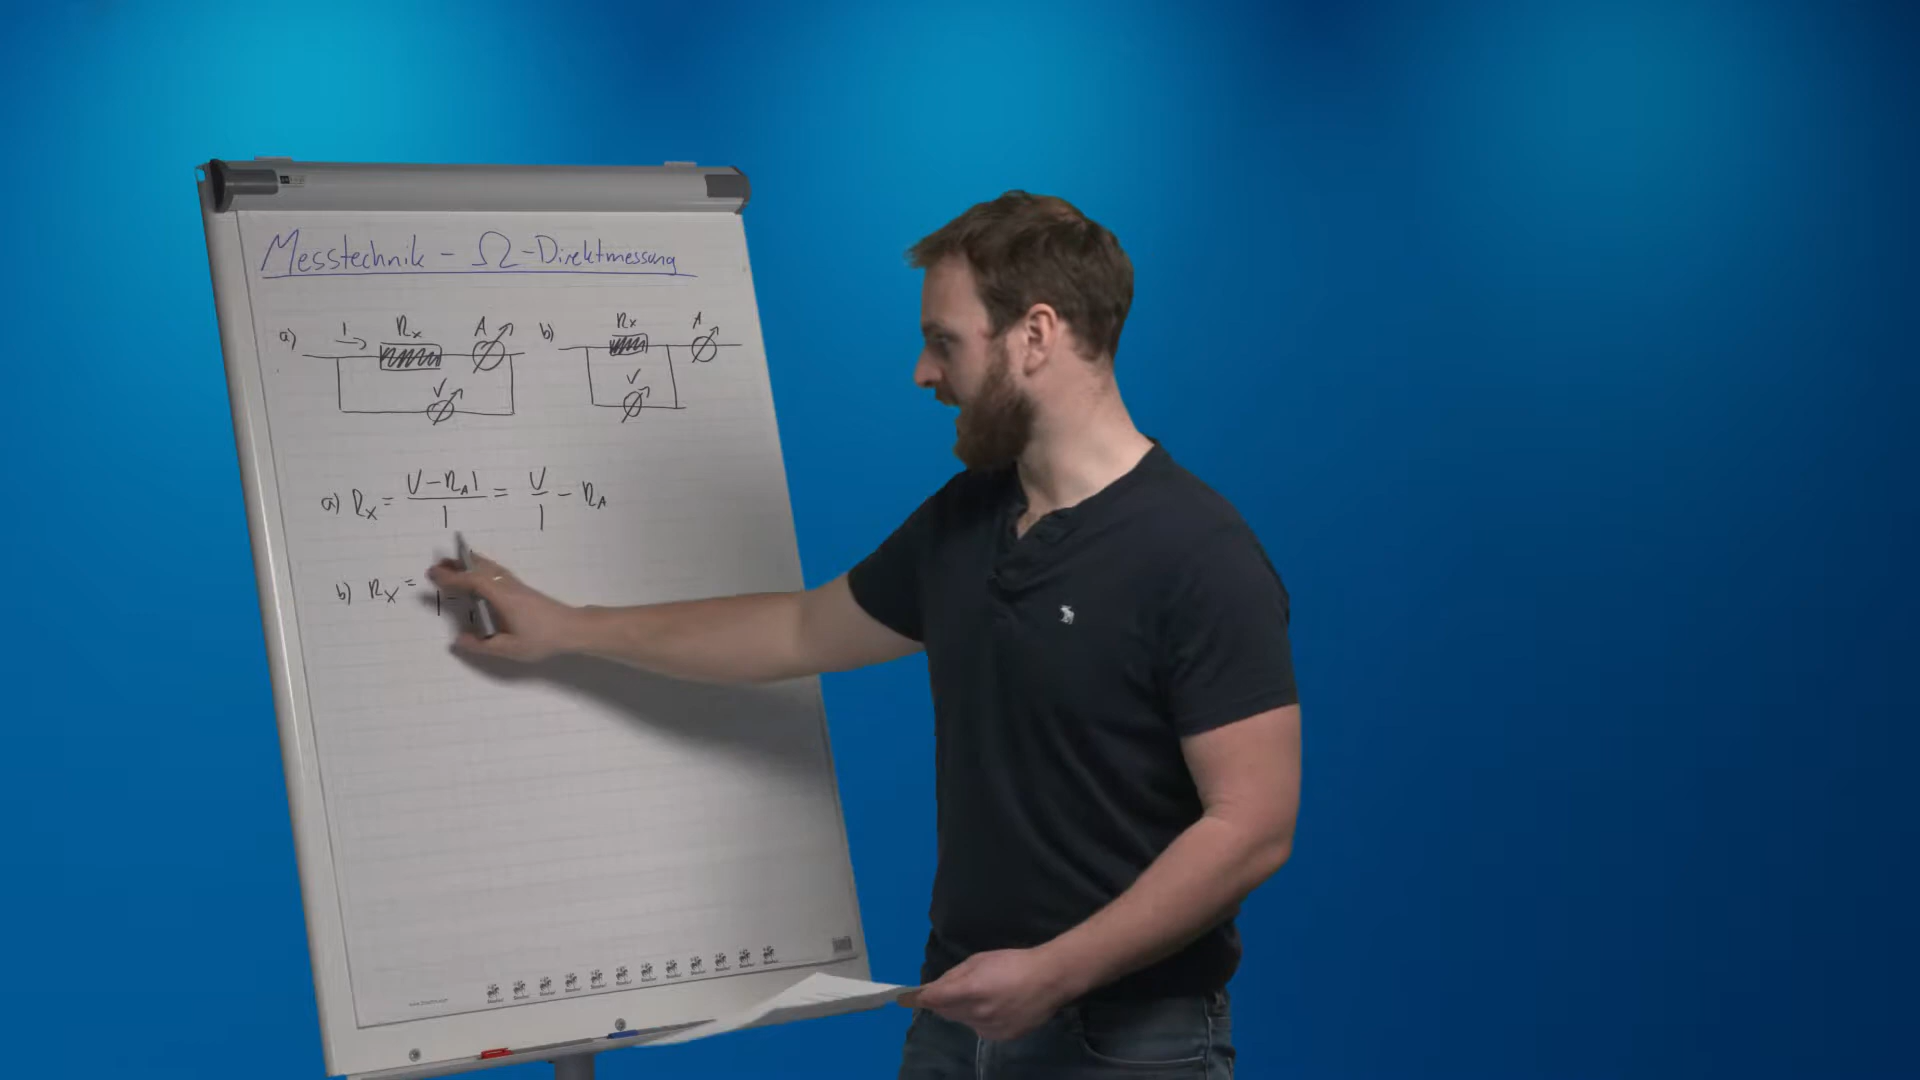 Messtechnik - Ω-Direktmessung
a) I Rx A b) Rx A
V V
a) Rx = (U - RA I) / I = U / I - RA
b) Rx =
I -